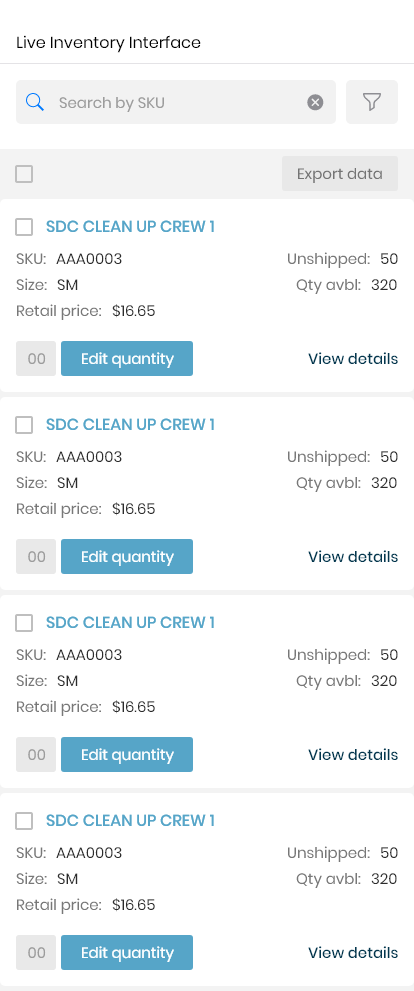 Live Inventory Interface
Search by SKU
Export data
SDC CLEAN UP CREW 1
SKU: AAA0003 Unshipped: 50
Size: SM Qty avbl: 320
Retail price: $16.65
00 Edit quantity View details
SDC CLEAN UP CREW 1
SKU: AAA0003 Unshipped: 50
Size: SM Qty avbl: 320
Retail price: $16.65
00 Edit quantity View details
SDC CLEAN UP CREW 1
SKU: AAA0003 Unshipped: 50
Size: SM Qty avbl: 320
Retail price: $16.65
00 Edit quantity View details
SDC CLEAN UP CREW 1
SKU: AAA0003 Unshipped: 50
Size: SM Qty avbl: 320
Retail price: $16.65
00 Edit quantity View details